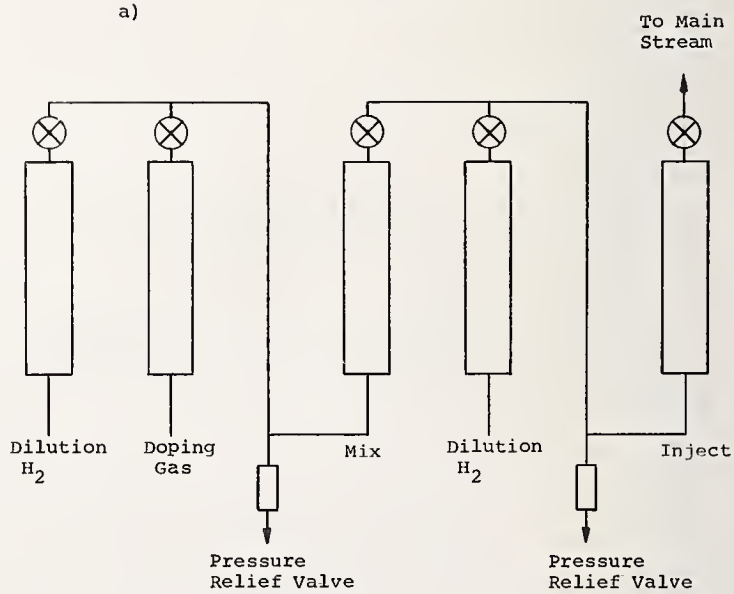 a)
To Main
Stream
Dilution
H2
Doping
Gas
Mix
Dilution
H2
Inject
Pressure
Relief Valve
Pressure
Relief Valve